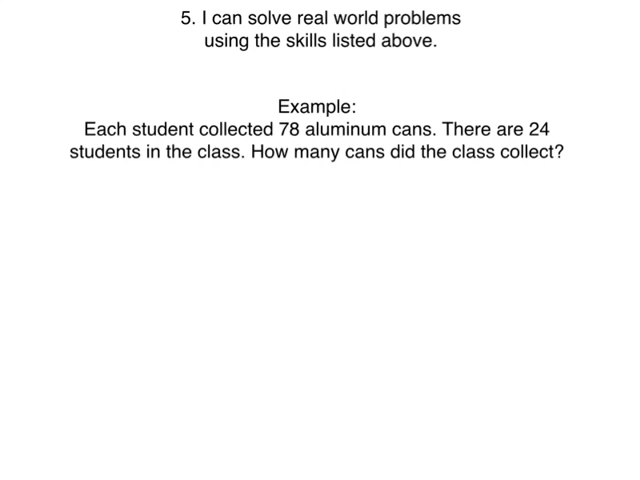 5. I can solve real world problems
using the skills listed above.
Example:
Each student collected 78 aluminum cans. There are 24
students in the class. How many cans did the class collect?